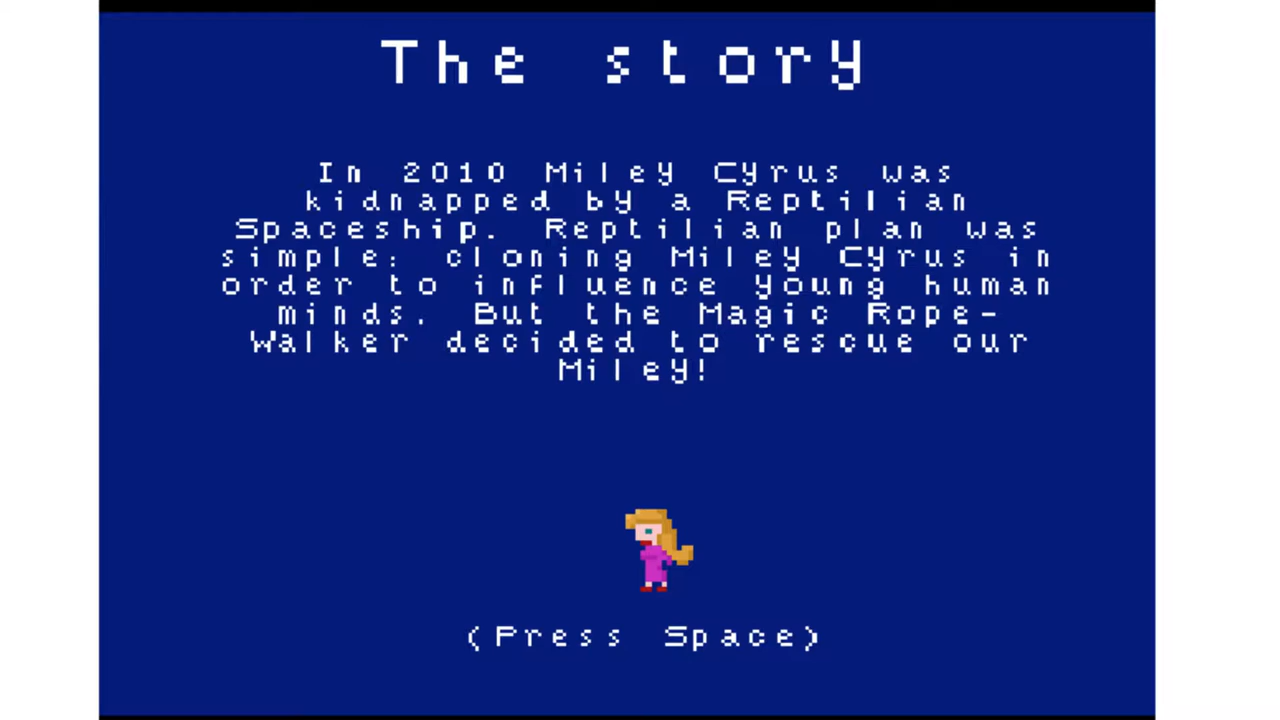 The story
In 2010 Miley Cyrus was
kidnapped by a Reptilian
Spaceship. Reptilian plan was
simple: cloning Miley Cyrus in
order to influence young human
minds. But the Magic Rope-
Walker decided to rescue our
Miley!
(Press Space)